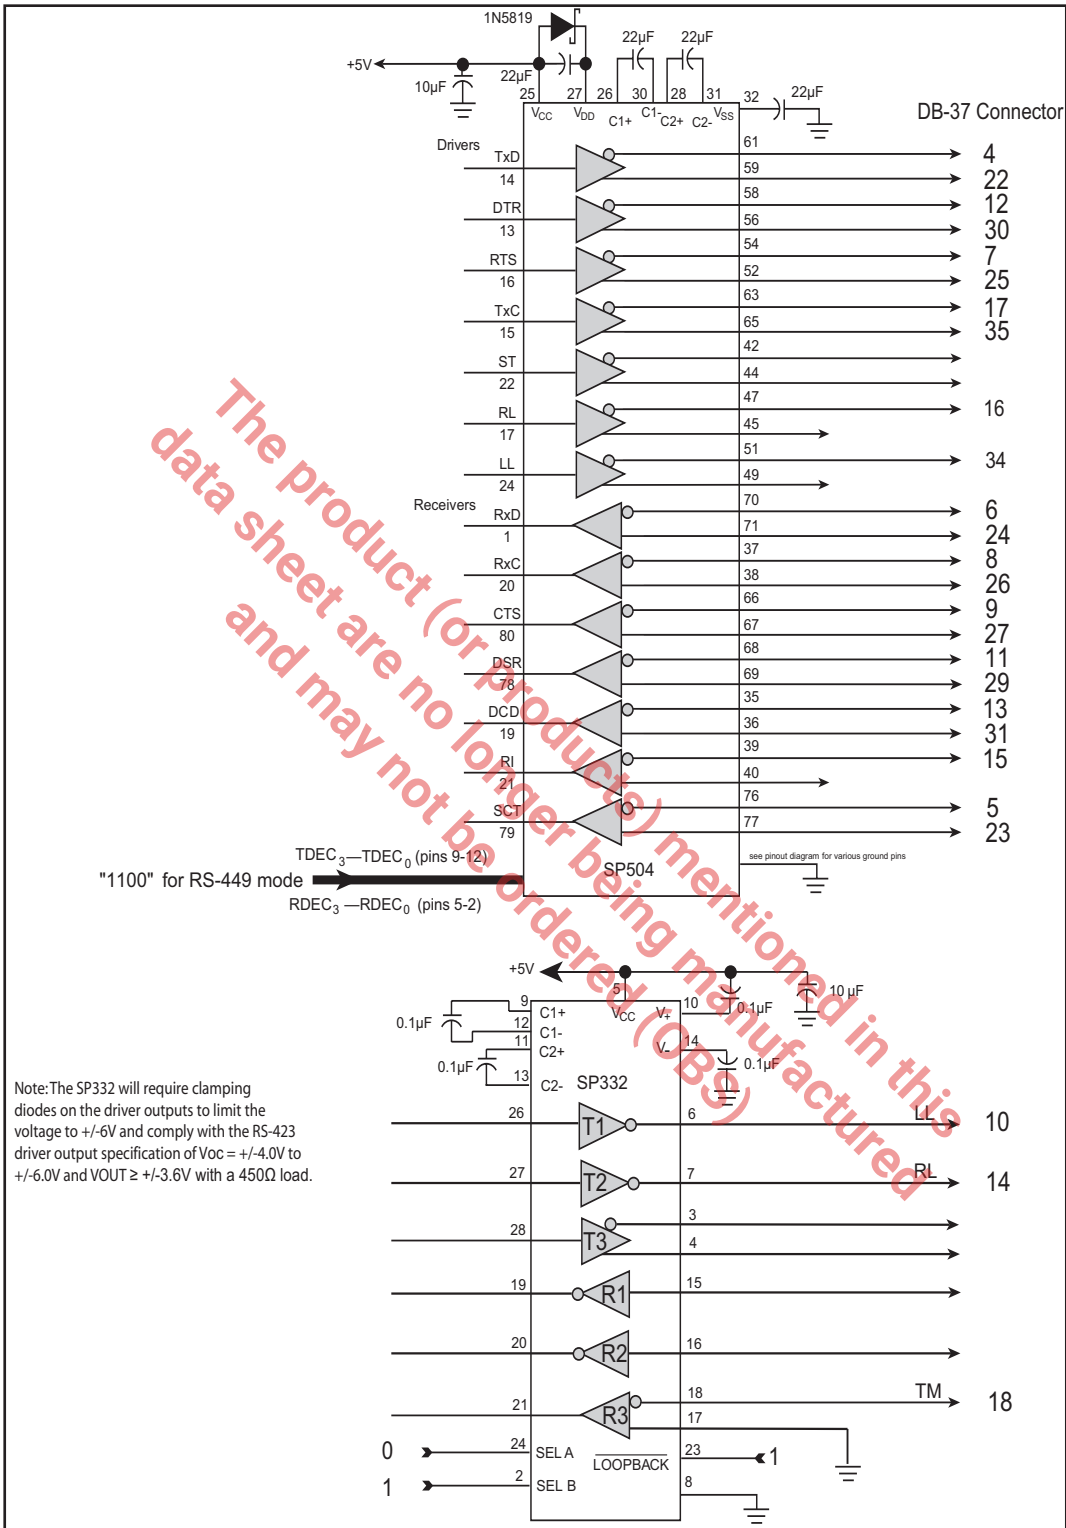 1N5819
+5V
22µF
22µF
10µF
22µF
22µF
25 27 26 30 28 31 32
VCC VDD C1+ C1- C2+ C2- VSS
DB-37 Connector
Drivers
TxD
14
61
59
4
22
DTR
13
58
56
12
30
RTS
16
54
52
7
25
TxC
15
63
65
17
35
ST
22
42
44
RL
17
47
45
16
LL
24
51
49
34
Receivers
RxD
1
70
71
6
24
RxC
20
37
38
8
26
CTS
80
66
67
9
27
DSR
78
68
69
11
29
DCD
19
35
36
13
31
RI
21
39
40
15
SCT
79
76
77
5
23
TDEC3—TDEC0 (pins 9-12)
"1100" for RS-449 mode
RDEC3 —RDEC0 (pins 5-2)
SP504
see pinout diagram for various ground pins
The product (or products) mentioned in this
data sheet are no longer being manufactured
and may not be ordered (OBS)
+5V
5
VCC
9
C1+
0.1µF
12
C1-
11
C2+
0.1µF
13
C2-
10
V+
0.1µF
10 µF
14
V-
0.1µF
SP332
Note:The SP332 will require clamping
diodes on the driver outputs to limit the
voltage to +/-6V and comply with the RS-423
driver output specification of Voc = +/-4.0V to
+/-6.0V and VOUT ≥ +/-3.6V with a 450Ω load.
26
T1
6
LL
10
27
T2
7
RL
14
28
T3
3
4
19
R1
15
20
R2
16
21
R3
18
17
TM
18
0
24
SEL A
1
2
SEL B
LOOPBACK
23
1
8